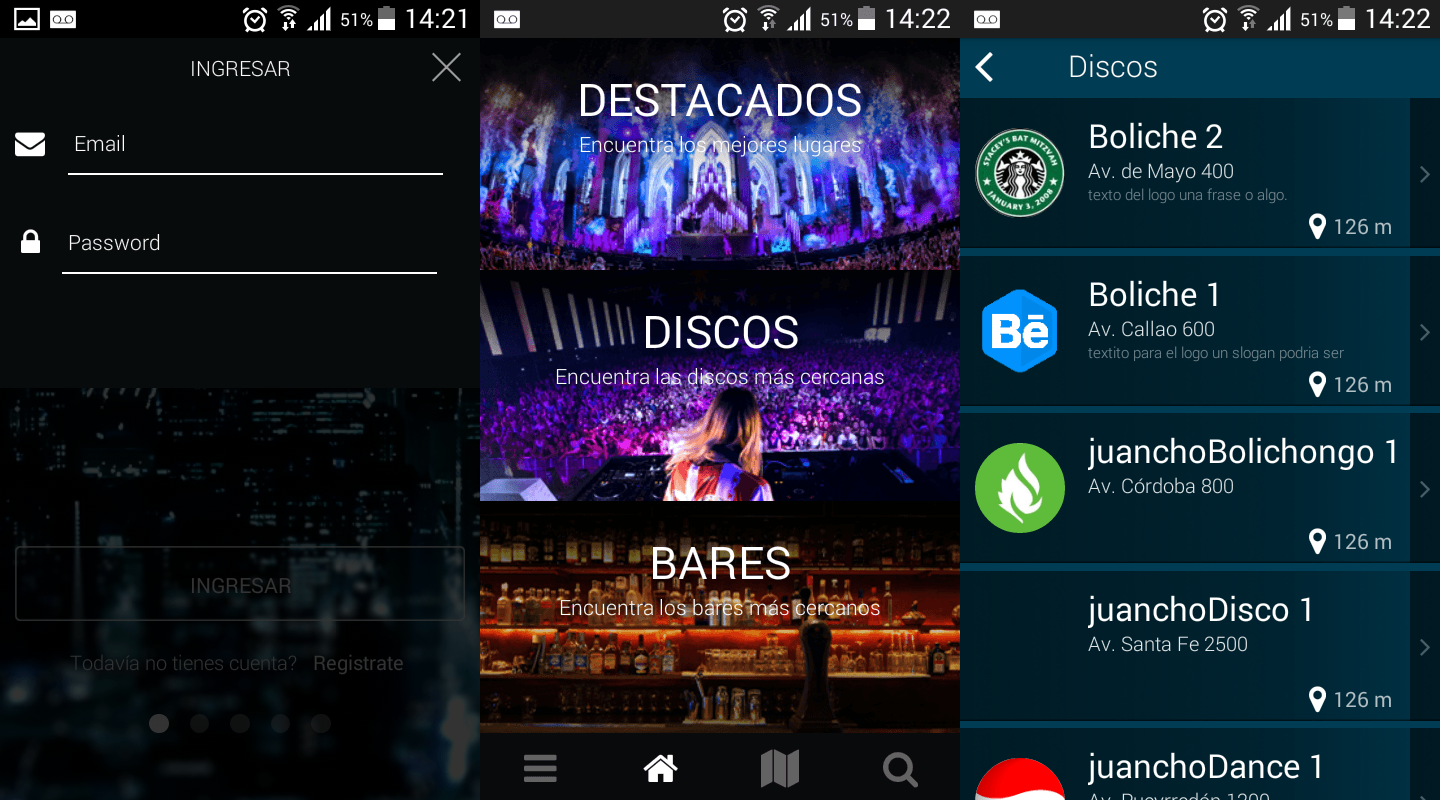 51% 14:21
INGRESAR
Email
Password
INGRESAR
Todavía no tienes cuenta? Registrate
51% 14:22
DESTACADOS
Encuentra los mejores lugares
DISCOS
Encuentra las discos más cercanas
BARES
Encuentra los bares más cercanos
51% 14:22
Discos
STACEY'S BAT MITZVAH
JANUARY 3, 2008
Boliche 2
Av. de Mayo 400
texto del logo una frase o algo.
126 m
Bē
Boliche 1
Av. Callao 600
textito para el logo un slogan podria ser
126 m
juanchoBolichongo 1
Av. Córdoba 800
126 m
juanchoDisco 1
Av. Santa Fe 2500
126 m
juanchoDance 1
Av. Pueyrredón 1200